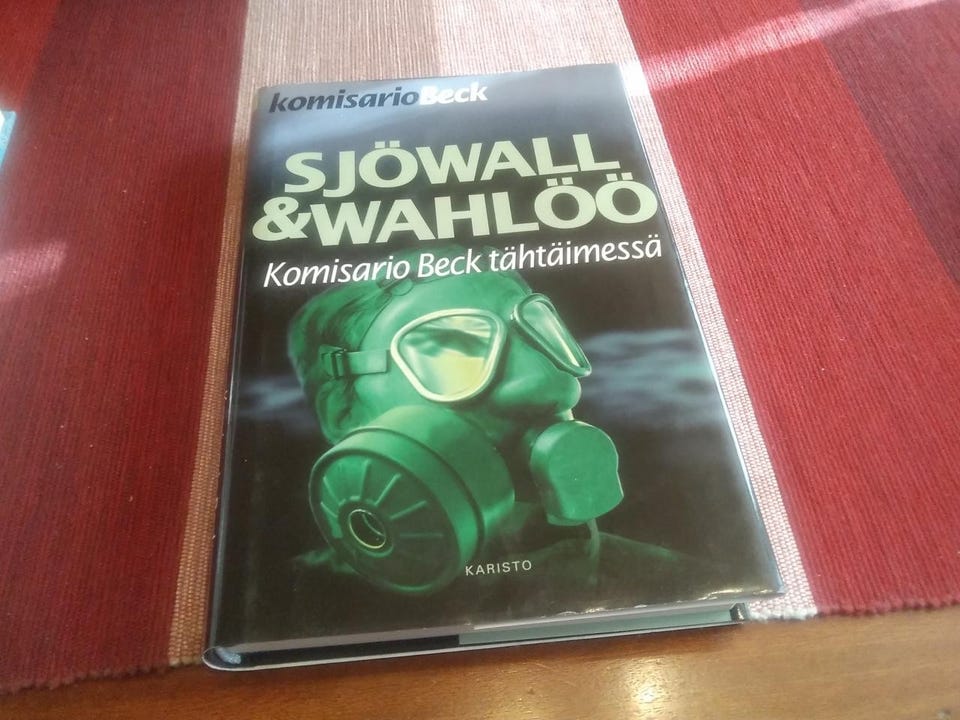 komisarioBeck
SJÖWALL
&WAHLÖÖ
Komisario Beck tähtäimessä
KARISTO